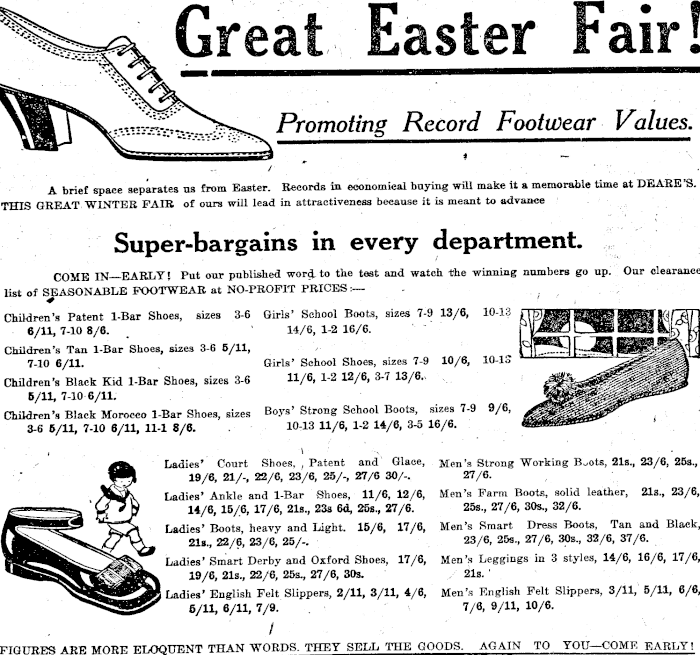 Great Easter Fair!
Promoting Record Footwear Values.
A brief space separates us from Easter. Records in economical buying will make it a memorable time at DEARE'S.
THIS GREAT WINTER FAIR of ours will lead in attractiveness because it is meant to advance
Super-bargains in every department.
COME IN—EARLY! Put our published word to the test and watch the winning numbers go up. Our clearance
list of SEASONABLE FOOTWEAR at NO-PROFIT PRICES:—
Children's Patent 1-Bar Shoes, sizes 3-6
6/11, 7-10 8/6.
Children's Tan 1-Bar Shoes, sizes 3-6 5/11,
7-10 6/11.
Children's Black Kid 1-Bar Shoes, sizes 3-6
5/11, 7-10 6/11.
Children's Black Morocco 1-Bar Shoes, sizes
3-6 5/11, 7-10 6/11, 11-1 8/6.
Girls' School Boots, sizes 7-9 13/6, 10-13
14/6, 1-2 16/6.
Girls' School Shoes, sizes 7-9 10/6, 10-13
11/6, 1-2 12/6, 3-7 13/6.
Boys' Strong School Boots, sizes 7-9 9/6,
10-13 11/6, 1-2 14/6, 3-5 16/6.
Ladies' Court Shoes, Patent and Glace,
19/6, 21/-, 22/6, 23/6, 25/-, 27/6 30/-.
Ladies' Ankle and 1-Bar Shoes, 11/6, 12/6,
14/6, 15/6, 17/6, 21s., 23s 6d, 25s., 27/6.
Ladies' Boots, heavy and Light. 15/6, 17/6,
21s., 22/6, 23/6, 25/-.
Ladies' Smart Derby and Oxford Shoes, 17/6,
19/6, 21s., 22/6, 25s., 27/6, 30s.
Ladies' English Felt Slippers, 2/11, 3/11, 4/6,
5/11, 6/11, 7/9.
Men's Strong Working Boots, 21s., 23/6, 25s.,
27/6.
Men's Farm Boots, solid leather, 21s., 23/6,
25s., 27/6, 30s., 32/6.
Men's Smart Dress Boots, Tan and Black,
23/6, 25s., 27/6, 30s., 32/6, 37/6.
Men's Leggings in 3 styles, 14/6, 16/6, 17/6,
21s.
Men's English Felt Slippers, 3/11, 5/11, 6/6,
7/6, 9/11, 10/6.
FIGURES ARE MORE ELOQUENT THAN WORDS. THEY SELL THE GOODS. AGAIN TO YOU—COME EARLY!